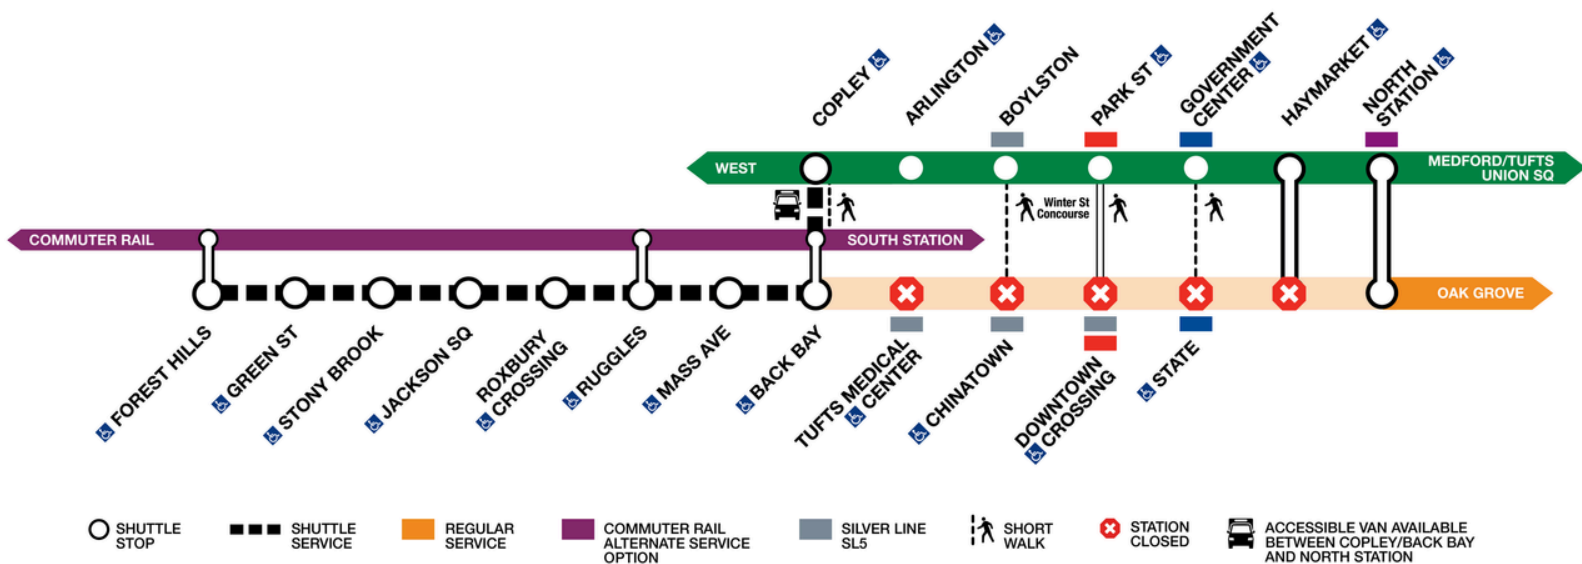 COPLEY
ARLINGTON
BOYLSTON
PARK ST
GOVERNMENT
CENTER
HAYMARKET
NORTH
STATION
WEST
MEDFORD/TUFTS
UNION SQ
Winter St
Concourse
COMMUTER RAIL
SOUTH STATION
OAK GROVE
FOREST HILLS
GREEN ST
STONY BROOK
JACKSON SQ
ROXBURY
CROSSING
RUGGLES
MASS AVE
BACK BAY
TUFTS MEDICAL
CENTER
CHINATOWN
DOWNTOWN
CROSSING
STATE
SHUTTLE
STOP
SHUTTLE
SERVICE
REGULAR
SERVICE
COMMUTER RAIL
ALTERNATE SERVICE
OPTION
SILVER LINE
SL5
SHORT
WALK
STATION
CLOSED
ACCESSIBLE VAN AVAILABLE
BETWEEN COPLEY/BACK BAY
AND NORTH STATION